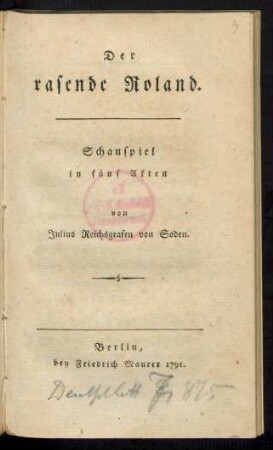 Der
rasende Roland.
Schauspiel
in fünf Akten
von
Julius Reichsgrafen von Soden.
Berlin,
bey Friedrich Maurer 1791.